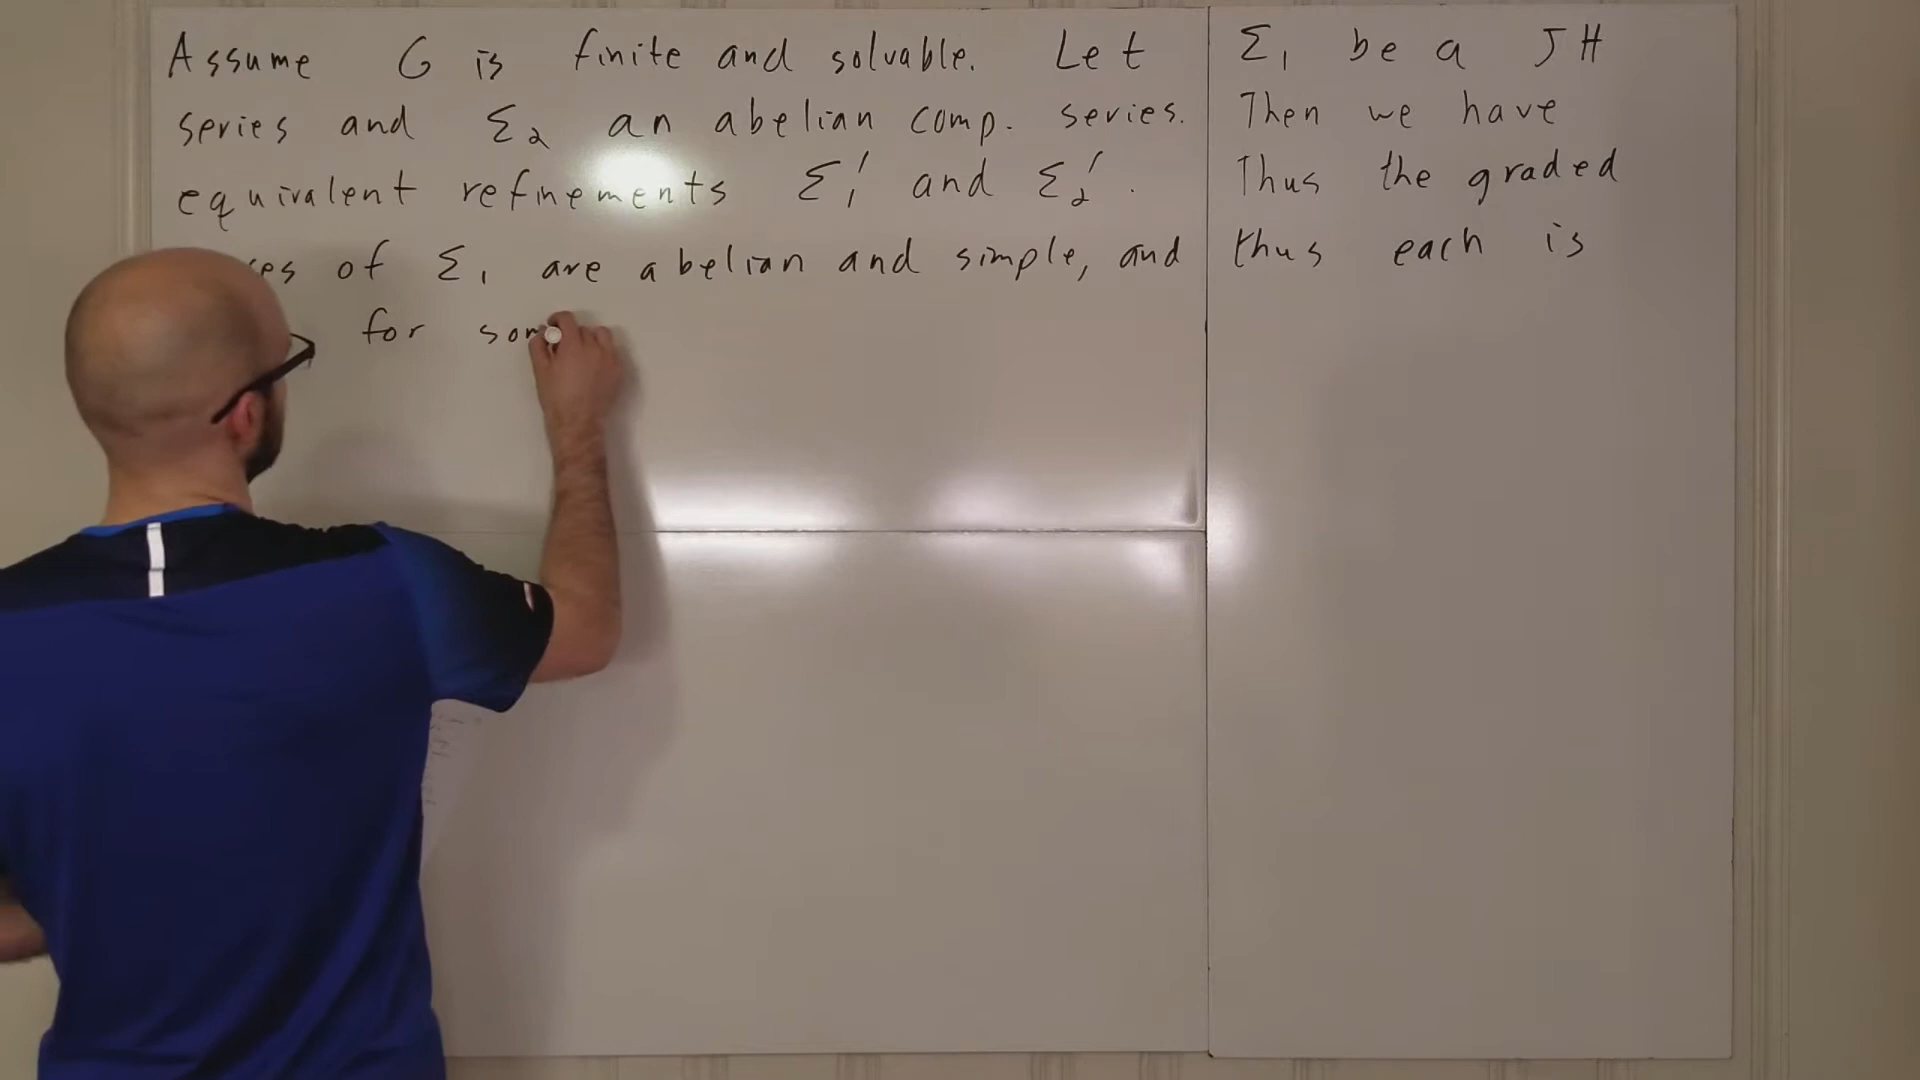 Assume G is finite and solvable. Let Σ₁ be a JH
series and Σ₂ an abelian comp. series. Then we have
equivalent refinements Σ₁' and Σ₂'. Thus the graded
of Σ₁ are abelian and simple, and thus each is
for